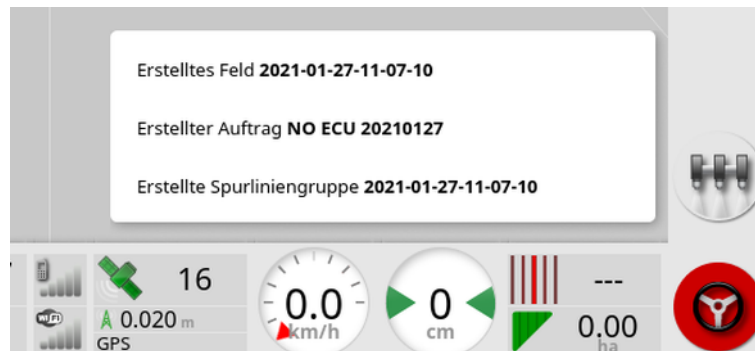 Erstelltes Feld 2021-01-27-11-07-10
Erstellter Auftrag NO ECU 20210127
Erstellte Spurliniengruppe 2021-01-27-11-07-10
16
0.020 m
GPS
WiFi
0.0
km/h
0
cm
---
0.00
ha